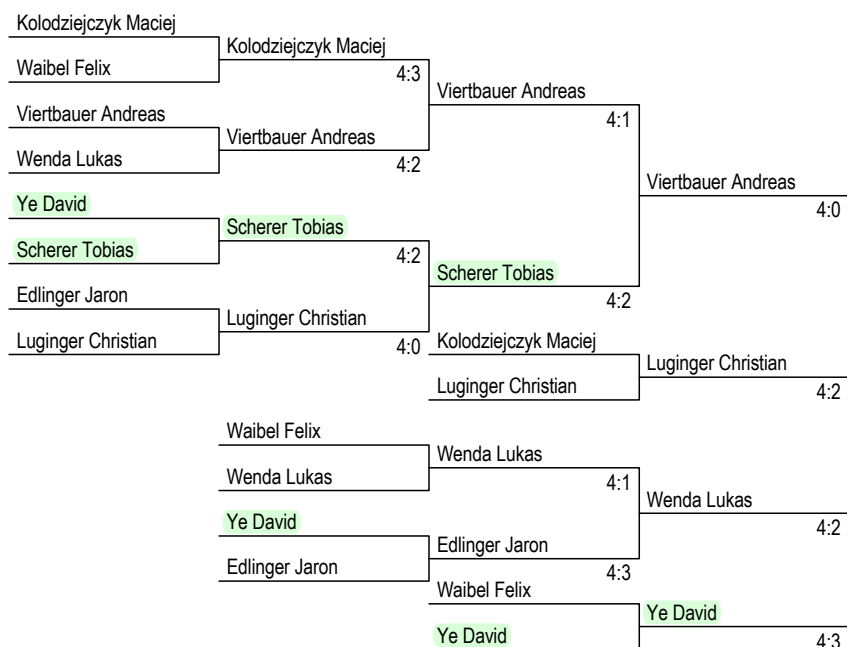 Kolodziejczyk Maciej
Kolodziejczyk Maciej
Waibel Felix
4:3
Viertbauer Andreas
Viertbauer Andreas
4:1
Viertbauer Andreas
Wenda Lukas
4:2
Viertbauer Andreas
4:0
Ye David
Scherer Tobias
Scherer Tobias
4:2
Scherer Tobias
4:2
Edlinger Jaron
Luginger Christian
Luginger Christian
4:0
Kolodziejczyk Maciej
Luginger Christian
Luginger Christian
4:2
Waibel Felix
Wenda Lukas
Wenda Lukas
4:1
Wenda Lukas
4:2
Ye David
Edlinger Jaron
Edlinger Jaron
4:3
Waibel Felix
Ye David
Ye David
4:3